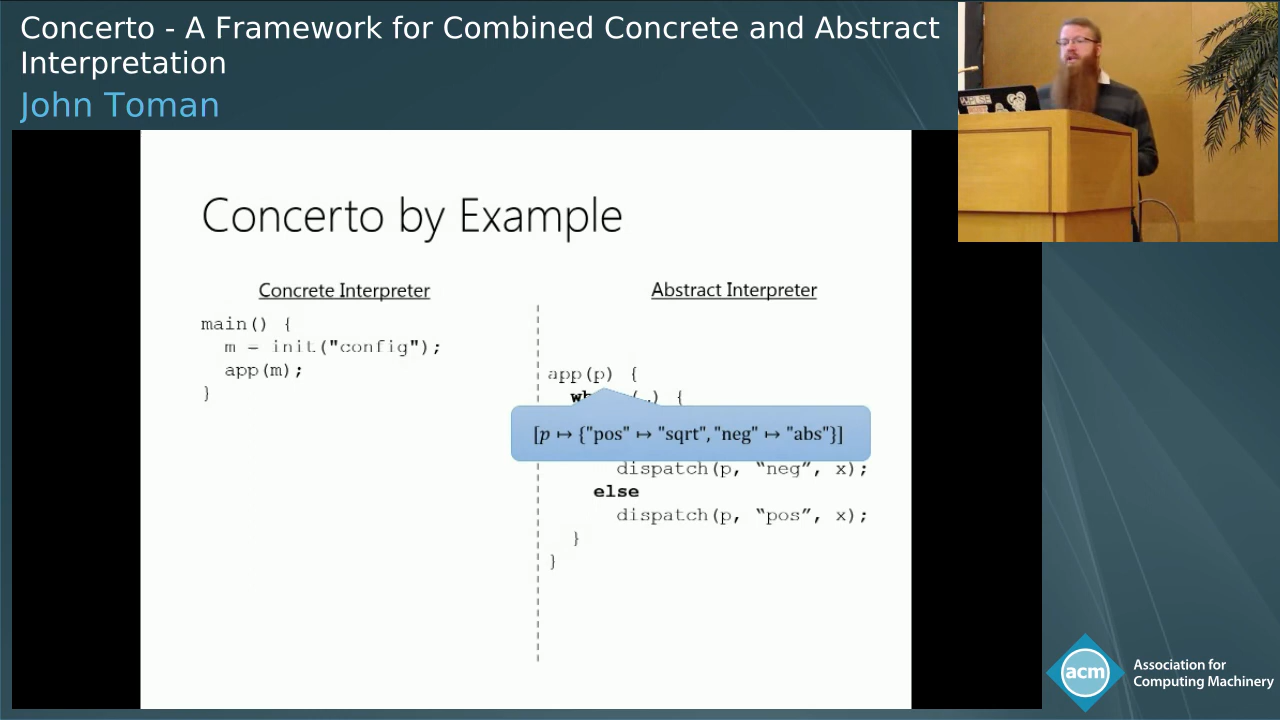 Concerto - A Framework for Combined Concrete and Abstract
Interpretation
John Toman
Concerto by Example
Concrete Interpreter
main() {
m = init("config");
app(m);
}
Abstract Interpreter
app(p) {
) {
[p ↦ {"pos" ↦ "sqrt", "neg" ↦ "abs"}]
dispatch(p, “neg”, x);
else
dispatch(p, “pos”, x);
}
}
acm
Association for
Computing Machinery